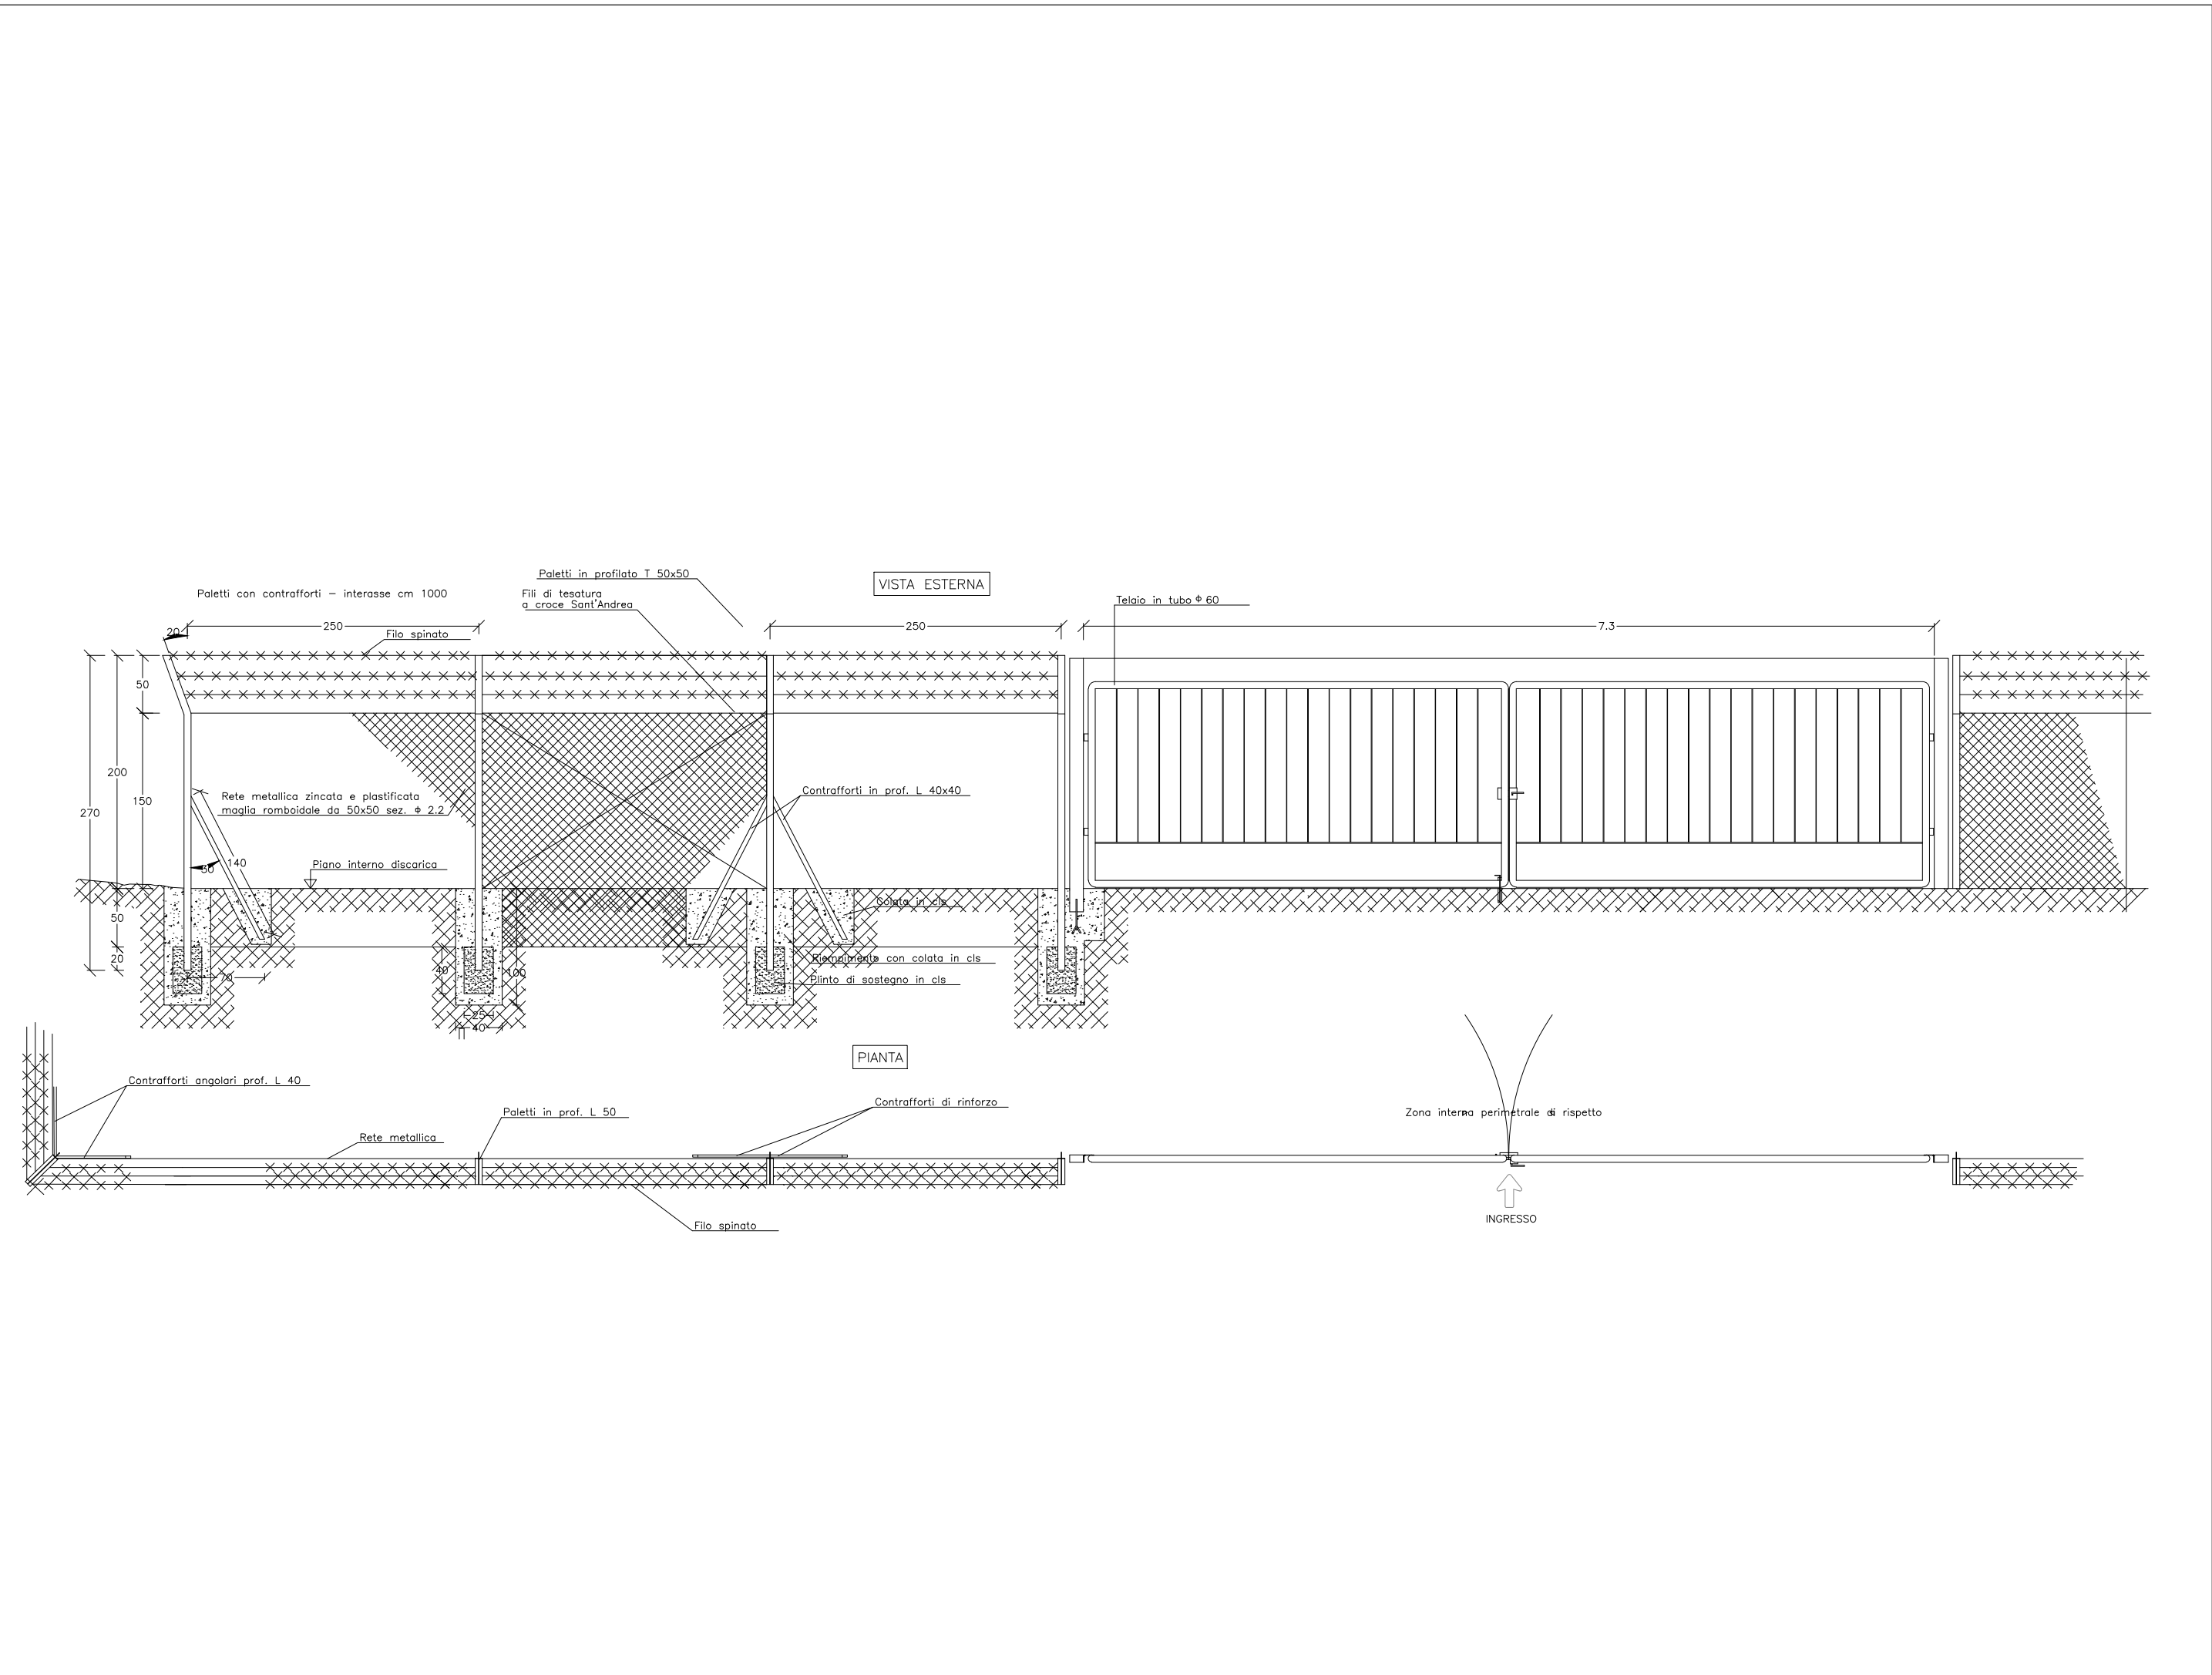 Paletti in profilato T 50x50
VISTA ESTERNA
Paletti con contrafforti - interasse cm 1000
Fili di tesatura
a croce Sant'Andrea
Telaio in tubo Φ 60
20
250
Filo spinato
250
7.3
50
200
150
270
Rete metallica zincata e plastificata
maglia romboidale da 50x50 sez. Φ 2.2
Contrafforti in prof. L 40x40
140
Piano interno discarica
50
Colata in cls
20
Riempimento con colata in cls
70
40
100
Plinto di sostegno in cls
25
40
PIANTA
Contrafforti angolari prof. L 40
Contrafforti di rinforzo
Paletti in prof. L 50
Zona interna perimetrale di rispetto
Rete metallica
INGRESSO
Filo spinato